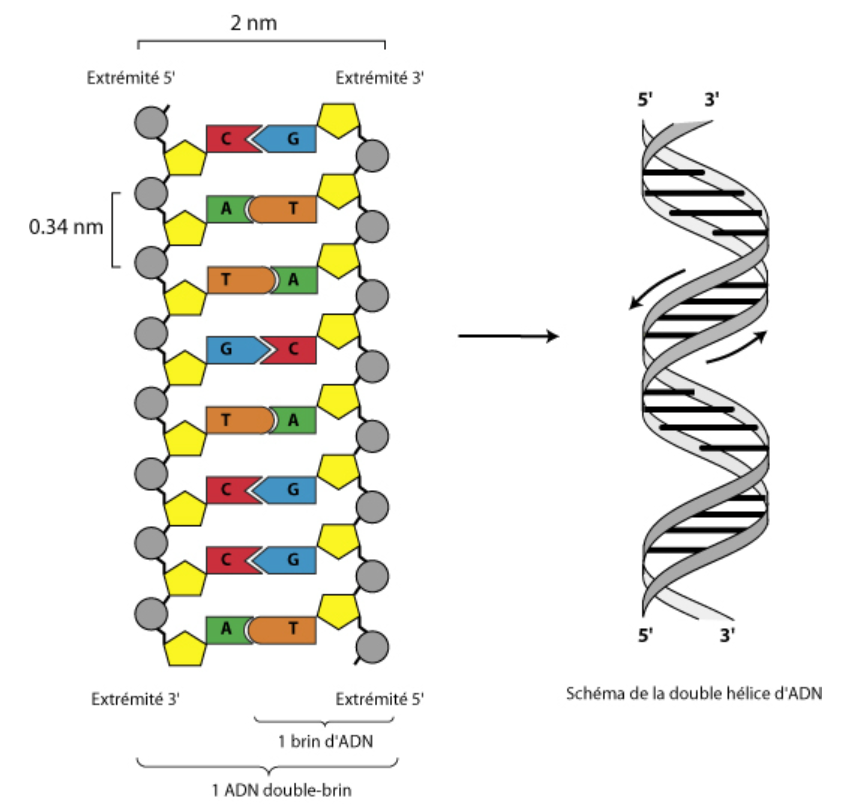 2 nm
Extrémité 5' Extrémité 3'
C G
A T
0.34 nm
T A
G C
T A
C G
C G
A T
Extrémité 3' Extrémité 5'
1 brin d'ADN
1 ADN double-brin
5' 3'
5' 3'
Schéma de la double hélice d'ADN